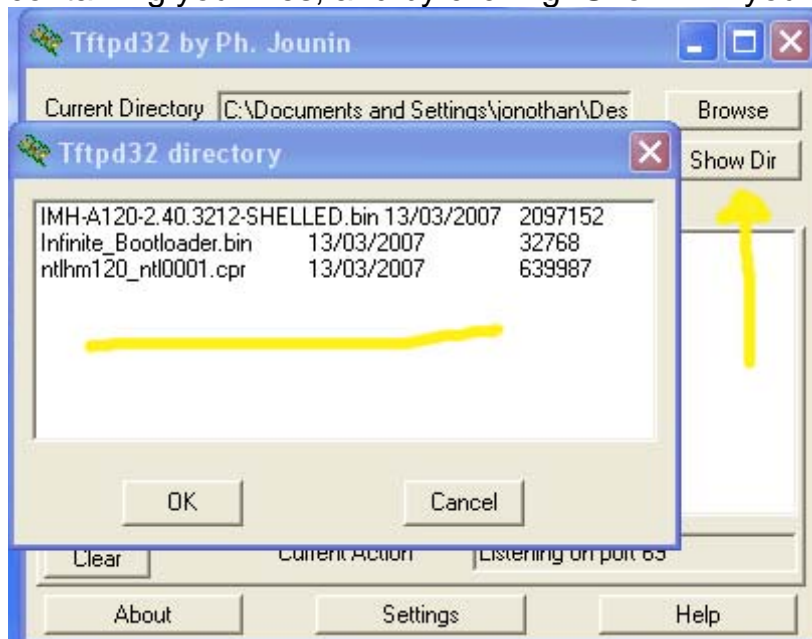 Tftpd32 by Ph. Jounin
Current Directory C:\Documents and Settings\jonothan\Des Browse
Tftpd32 directory
Show Dir
IMH-A120-2.40.3212-SHELLED.bin 13/03/2007 2097152
Infinite_Bootloader.bin 13/03/2007 32768
ntlhm120_ntl0001.cpr 13/03/2007 639987
OK Cancel
Clear Current Action Listening on port 69
About Settings Help